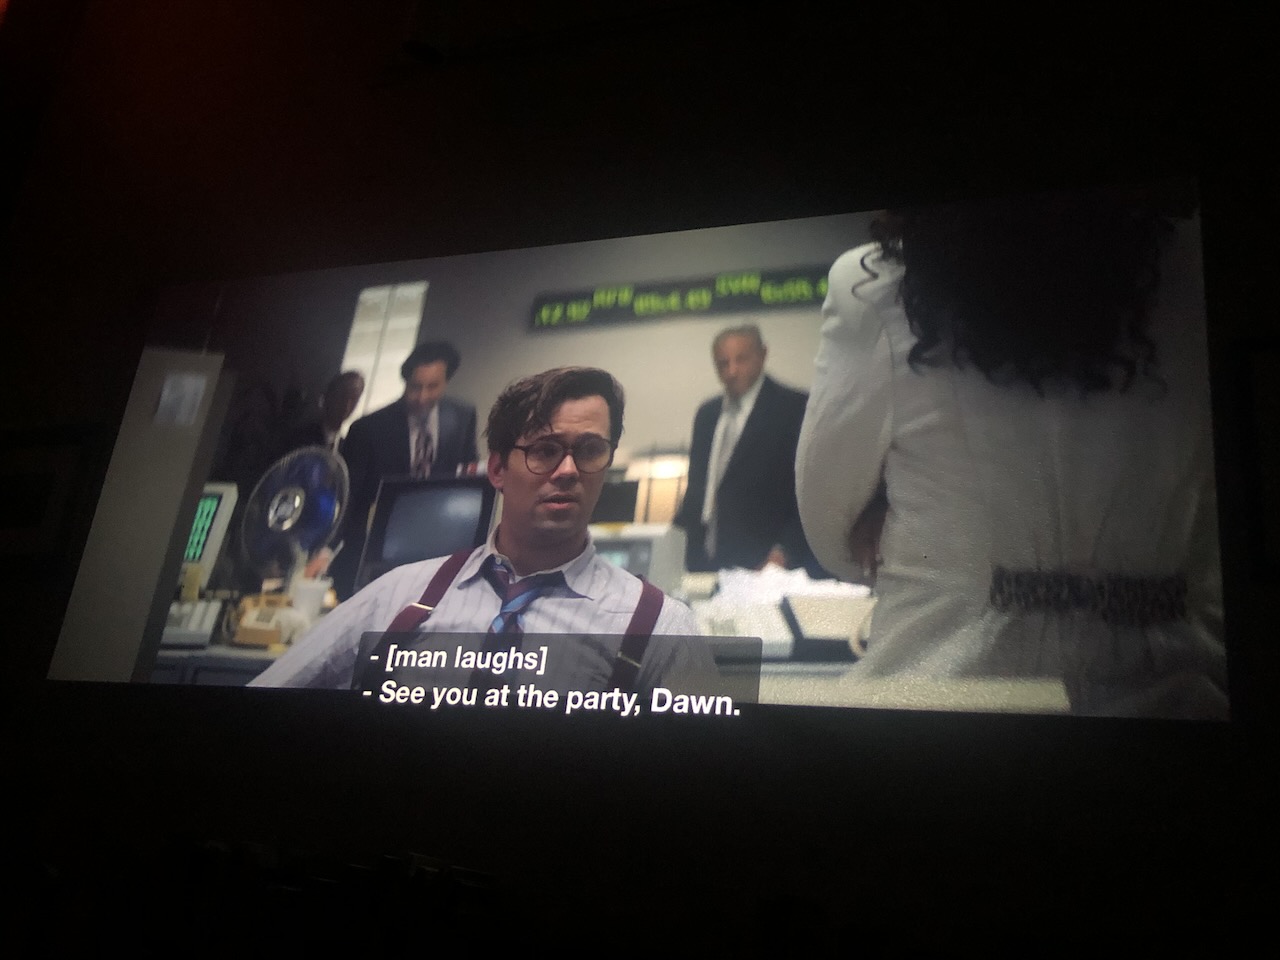 - [man laughs]
- See you at the party, Dawn.